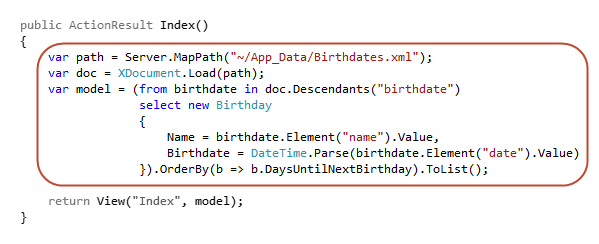 public ActionResult Index()
{
    var path = Server.MapPath("~/App_Data/Birthdates.xml");
    var doc = XDocument.Load(path);
    var model = (from birthdate in doc.Descendants("birthdate")
                 select new Birthday
                 {
                     Name = birthdate.Element("name").Value,
                     Birthdate = DateTime.Parse(birthdate.Element("date").Value)
                 }).OrderBy(b => b.DaysUntilNextBirthday).ToList();

    return View("Index", model);
}